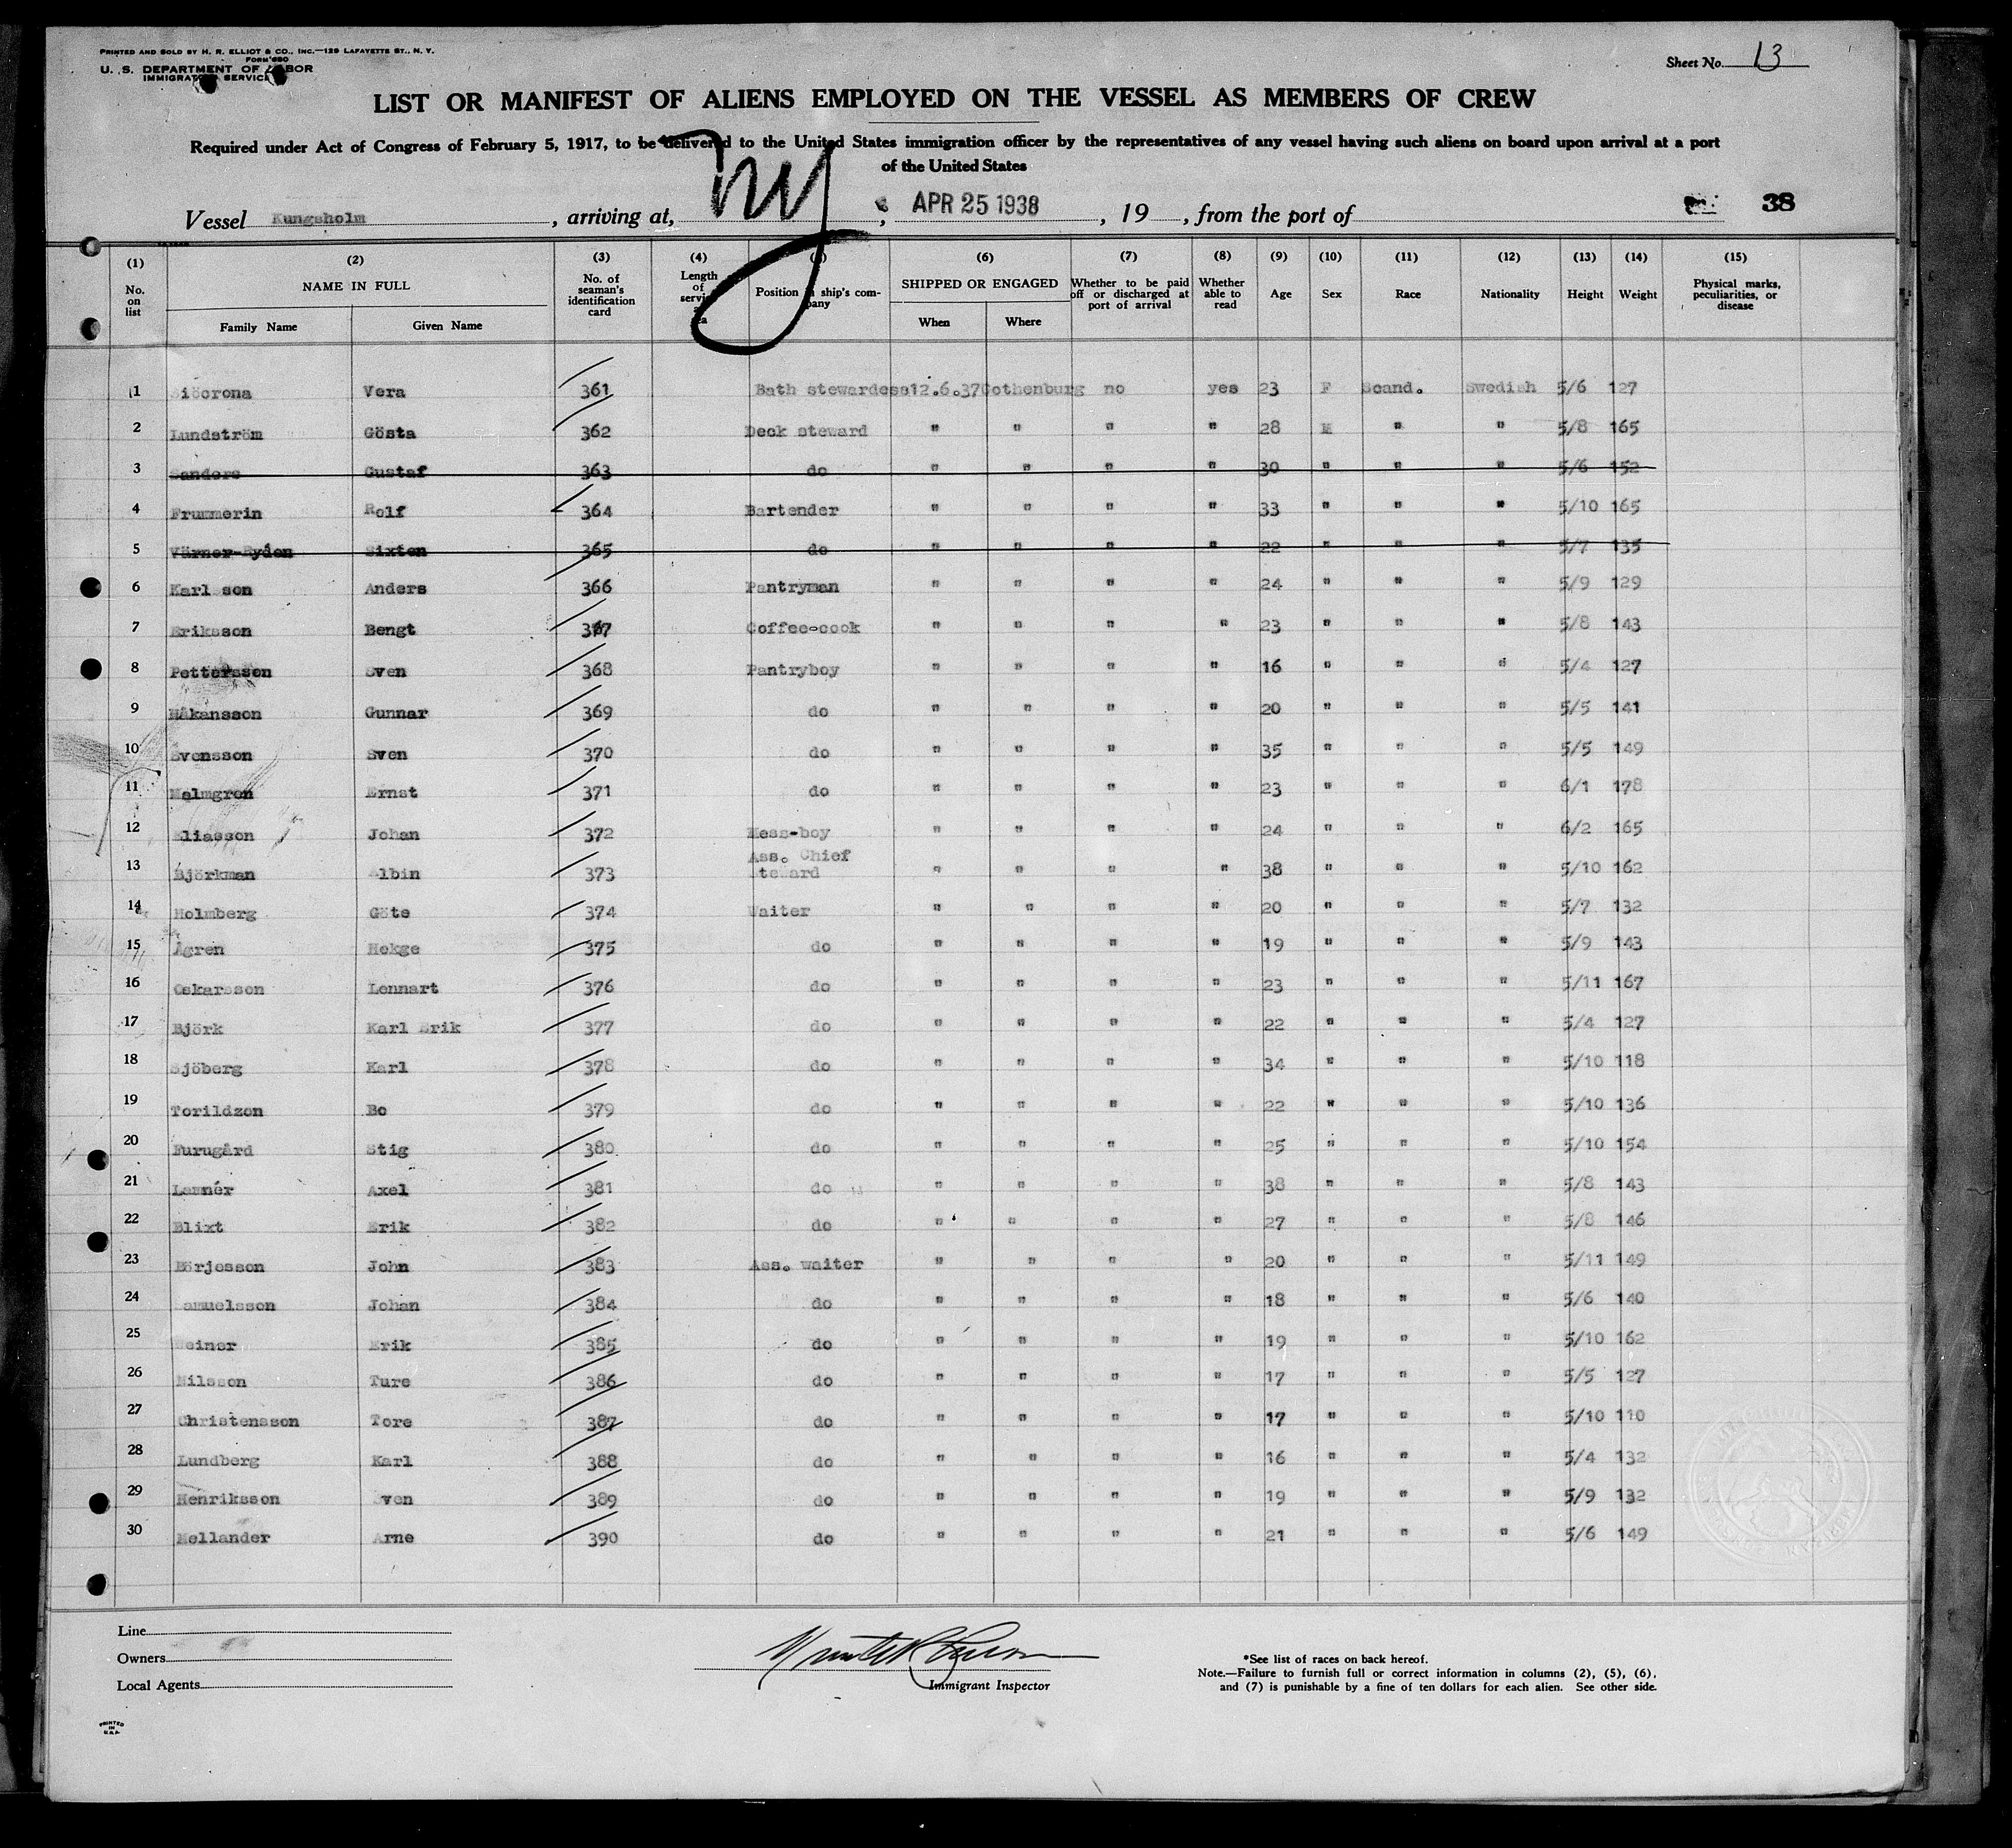 PRINTED AND SOLD BY H. R. ELLIOT & CO., INC.—129 LAFAYETTE ST., N. Y.
FORM 680
U. S. DEPARTMENT OF LABOR
IMMIGRATION SERVICE
Sheet No. 13
LIST OR MANIFEST OF ALIENS EMPLOYED ON THE VESSEL AS MEMBERS OF CREW
Required under Act of Congress of February 5, 1917, to be delivered to the United States immigration officer by the representatives of any vessel having such aliens on board upon arrival at a port
of the United States
Vessel Kungsholm, arriving at, NY, APR 25 1938, 19 , from the port of 38
(1) (2) (3) (4) (5) (6) (7) (8) (9) (10) (11) (12) (13) (14) (15)
No. on list NAME IN FULL Family Name Given Name No. of seaman's identification card Length of service Position in ship's company SHIPPED OR ENGAGED When Where Whether to be paid off or discharged at port of arrival Whether able to read Age Sex Race Nationality Height Weight Physical marks, peculiarities, or disease
1 Siöcrona Vera 361 Bath stewardess 12.6.37 Gothenburg no yes 23 F Scand. Swedish 5/6 127
2 Lundström Gösta 362 Deck steward " " " " 28 M " " 5/8 165
3 Sanders Gustaf 363 do " " " " 30 " " " 5/6 152
4 Frummerin Rolf 364 Bartender " " " " 33 " " " 5/10 165
5 Värner-Rydén Sixten 365 do " " " " 22 " " " 5/7 135
6 Karlsson Anders 366 Pantryman " " " " 24 " " " 5/9 129
7 Eriksson Bengt 367 Coffee-cook " " " " 23 " " " 5/8 143
8 Pettersson Sven 368 Pantryboy " " " " 16 " " " 5/4 127
9 Håkansson Gunnar 369 do " " " " 20 " " " 5/5 141
10 Svensson Sven 370 do " " " " 35 " " " 5/5 149
11 Malmgren Ernst 371 do " " " " 23 " " " 6/1 178
12 Eliasson Johan 372 Mess-boy " " " " 24 " " " 6/2 165
13 Björkman Albin 373 Ass. Chief Steward " " " " 38 " " " 5/10 162
14 Holmberg Göte 374 Waiter " " " " 20 " " " 5/7 132
15 Ågren Hekge 375 do " " " " 19 " " " 5/9 143
16 Oskarsson Lennart 376 do " " " " 23 " " " 5/11 167
17 Björk Karl Erik 377 do " " " " 22 " " " 5/4 127
18 Sjöberg Karl 378 do " " " " 34 " " " 5/10 118
19 Torildzon Bo 379 do " " " " 22 " " " 5/10 136
20 Furugård Stig 380 do " " " " 25 " " " 5/10 154
21 Lamnér Axel 381 do " " " " 38 " " " 5/8 143
22 Blixt Erik 382 do " " " " 27 " " " 5/8 146
23 Börjesson John 383 Ass. waiter " " " " 20 " " " 5/11 149
24 Samuelsson Johan 384 do " " " " 18 " " " 5/6 140
25 Weiner Erik 385 do " " " " 19 " " " 5/10 162
26 Nilsson Ture 386 do " " " " 17 " " " 5/5 127
27 Christensson Tore 387 do " " " " 17 " " " 5/10 110
28 Lundberg Karl 388 do " " " " 16 " " " 5/4 132
29 Henriksson Sven 389 do " " " " 19 " " " 5/9 132
30 Mellander Arne 390 do " " " " 21 " " " 5/6 149
Line
Owners
Local Agents
Immigrant Inspector
*See list of races on back hereof.
Note.—Failure to furnish full or correct information in columns (2), (5), (6),
and (7) is punishable by a fine of ten dollars for each alien. See other side.
PRINTED
IN
U.S.A.